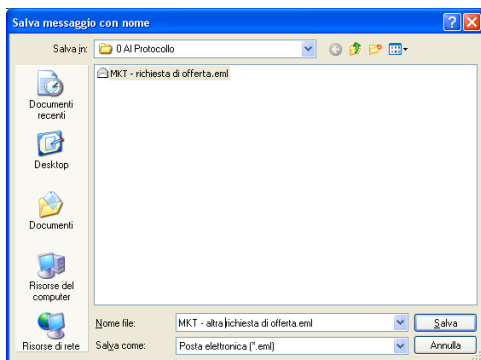 Salva messaggio con nome
Salva in:
0 Al Protocollo
MKT - richiesta di offerta.eml
Documenti
recenti
Desktop
Documenti
Risorse del
computer
Risorse di rete
Nome file:
MKT - altra richiesta di offerta.eml
Salva
Salva come:
Posta elettronica (*.eml)
Annulla